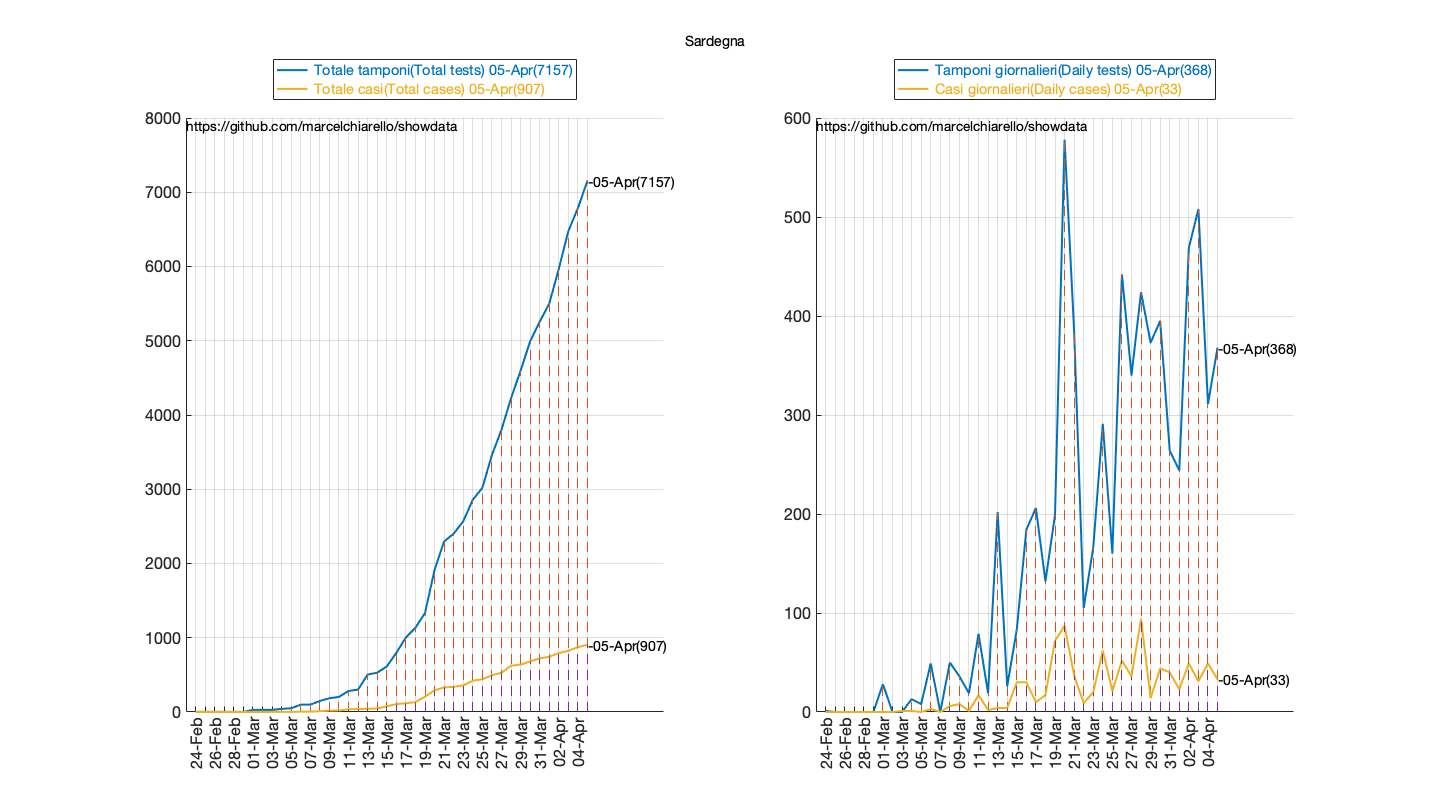 Sardegna
Totale tamponi(Total tests) 05-Apr(7157)
Totale casi(Total cases) 05-Apr(907)
8000
7000
6000
5000
4000
3000
2000
1000
0
https://github.com/marcelchiarello/showdata
-05-Apr(7157)
-05-Apr(907)
24-Feb
26-Feb
28-Feb
01-Mar
03-Mar
05-Mar
07-Mar
09-Mar
11-Mar
13-Mar
15-Mar
17-Mar
19-Mar
21-Mar
23-Mar
25-Mar
27-Mar
29-Mar
31-Mar
02-Apr
04-Apr
Tamponi giornalieri(Daily tests) 05-Apr(368)
Casi giornalieri(Daily cases) 05-Apr(33)
600
500
400
300
200
100
0
https://github.com/marcelchiarello/showdata
-05-Apr(368)
-05-Apr(33)
24-Feb
26-Feb
28-Feb
01-Mar
03-Mar
05-Mar
07-Mar
09-Mar
11-Mar
13-Mar
15-Mar
17-Mar
19-Mar
21-Mar
23-Mar
25-Mar
27-Mar
29-Mar
31-Mar
02-Apr
04-Apr